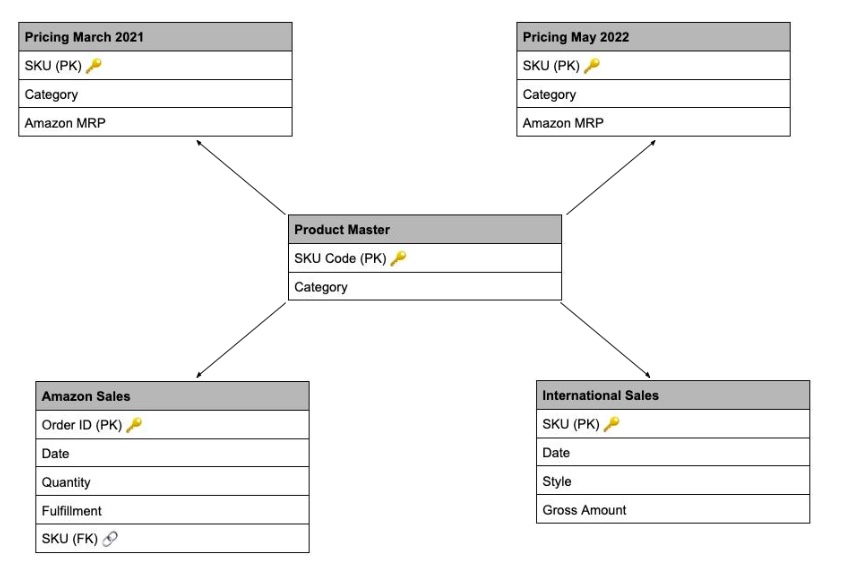 Pricing March 2021
SKU (PK) 🔑
Category
Amazon MRP
Pricing May 2022
SKU (PK) 🔑
Category
Amazon MRP
Product Master
SKU Code (PK) 🔑
Category
Amazon Sales
Order ID (PK) 🔑
Date
Quantity
Fulfillment
SKU (FK) 🔗
International Sales
SKU (PK) 🔑
Date
Style
Gross Amount